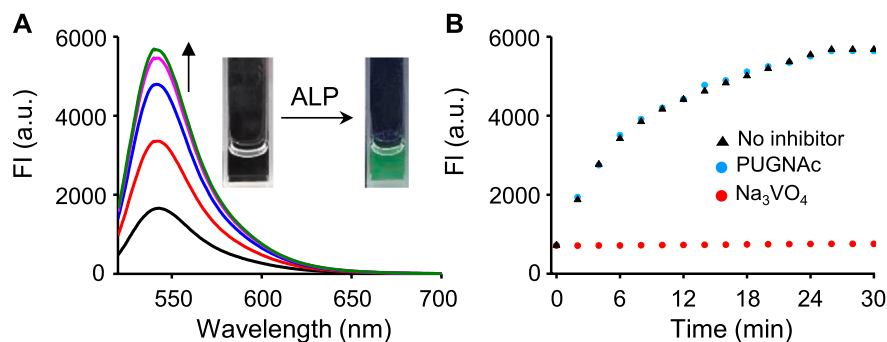 A
6000
4000
2000
0
FI (a.u.)
550
600
650
700
Wavelength (nm)
ALP
B
6000
4000
2000
0
FI (a.u.)
No inhibitor
PUGNAc
Na₃VO₄
0
6
12
18
24
30
Time (min)